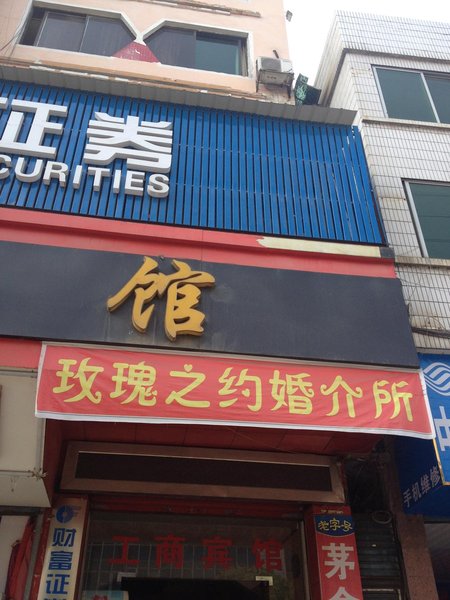 证券
CURITIES
馆
玫瑰之约婚介所
手机维修
财富证
工商宾馆
老字号
茅